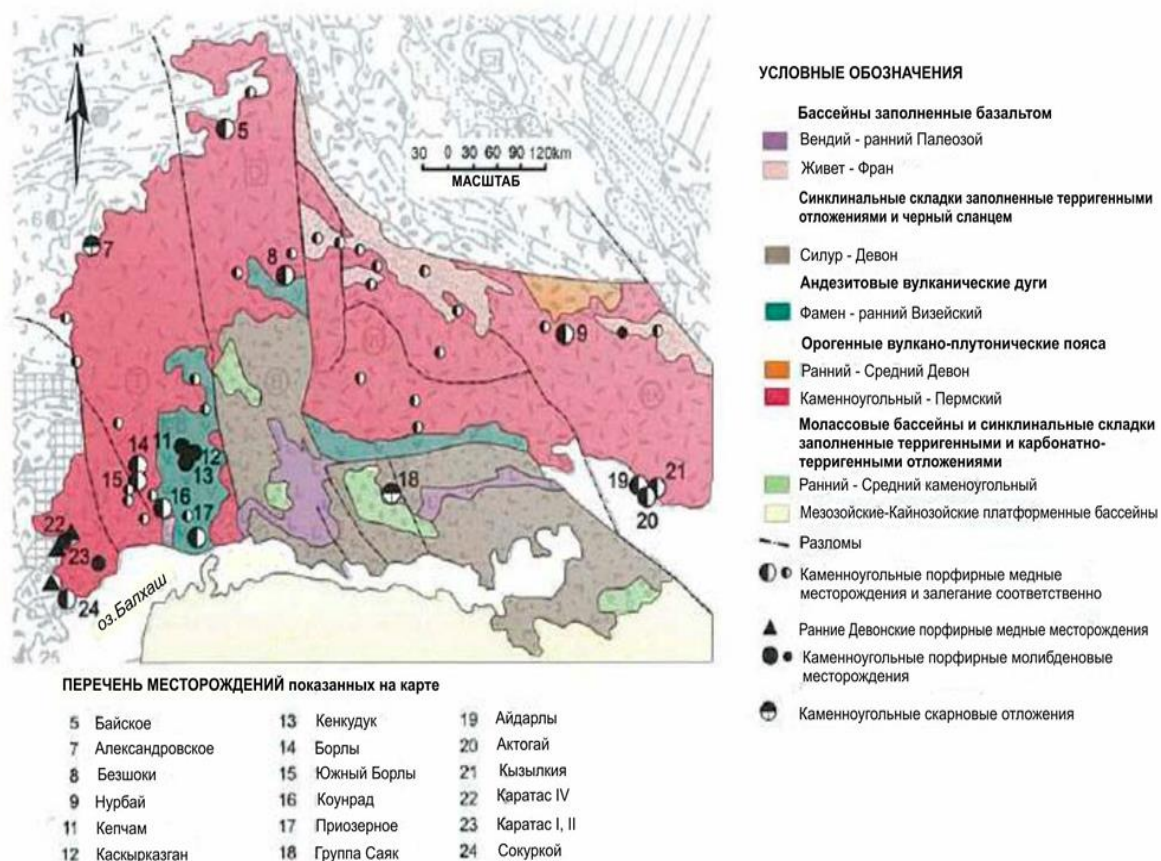 N
5
30 0 30 60 90 120km
МАСШТАБ
7
8
9
11
12
13
14
15
16
17
18
19
21
20
22
23
24
25
оз.Балхаш
УСЛОВНЫЕ ОБОЗНАЧЕНИЯ
Бассейны заполненные базальтом
Вендий - ранний Палеозой
Живет - Фран
Синклинальные складки заполненные терригенными
отложениями и черный сланцем
Силур - Девон
Андезитовые вулканические дуги
Фамен - ранний Визейский
Орогенные вулкано-плутонические пояса
Ранний - Средний Девон
Каменноугольный - Пермский
Молассовые бассейны и синклинальные складки
заполненные терригенными и карбонатно-
терригенными отложениями
Ранний - Средний каменоугольный
Мезозойские-Кайнозойские платформенные бассейны
Разломы
Каменноугольные порфирные медные
месторождения и залегание соответственно
Ранние Девонские порфирные медные месторождения
Каменноугольные порфирные молибденовые
месторождения
Каменноугольные скарновые отложения
ПЕРЕЧЕНЬ МЕСТОРОЖДЕНИЙ показанных на карте
5 Байское
7 Александровское
8 Безшоки
9 Нурбай
11 Кепчам
12 Каскырказган
13 Кенкудук
14 Борлы
15 Южный Борлы
16 Коунрад
17 Приозерное
18 Группа Саяк
19 Айдарлы
20 Актогай
21 Кызылкия
22 Каратас IV
23 Каратас I, II
24 Сокуркой